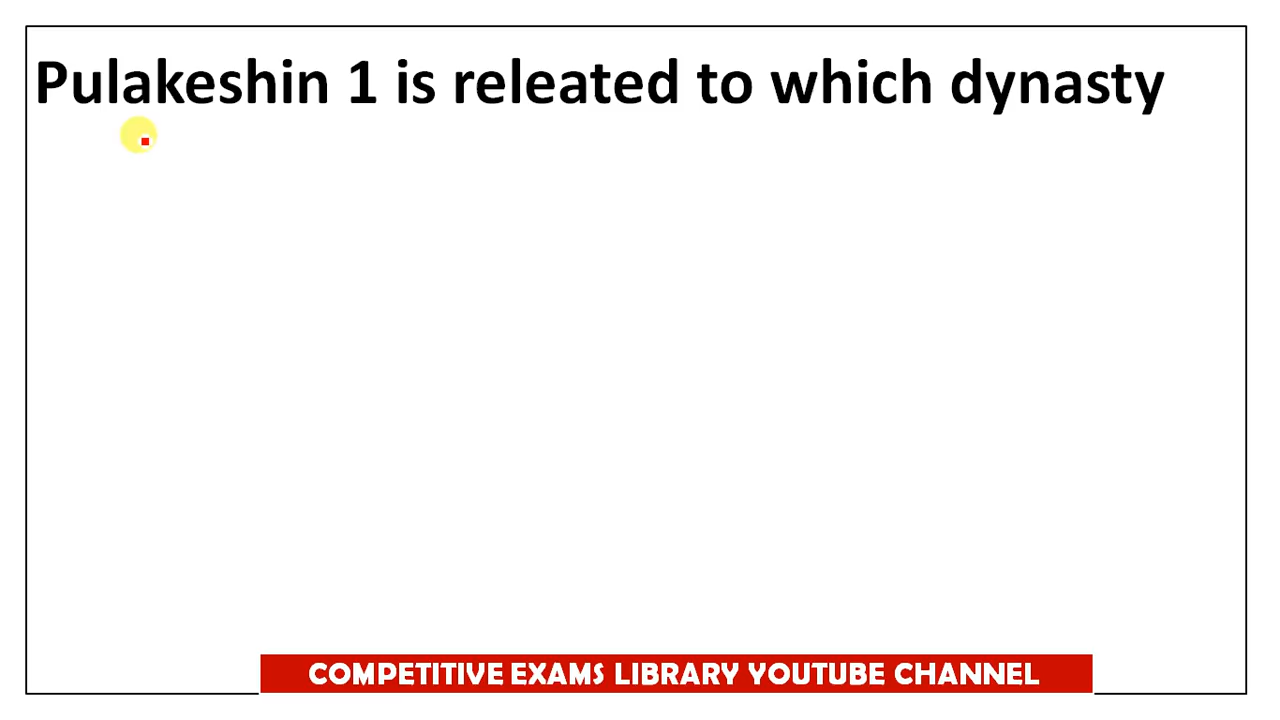 Pulakeshin 1 is releated to which dynasty
COMPETITIVE EXAMS LIBRARY YOUTUBE CHANNEL